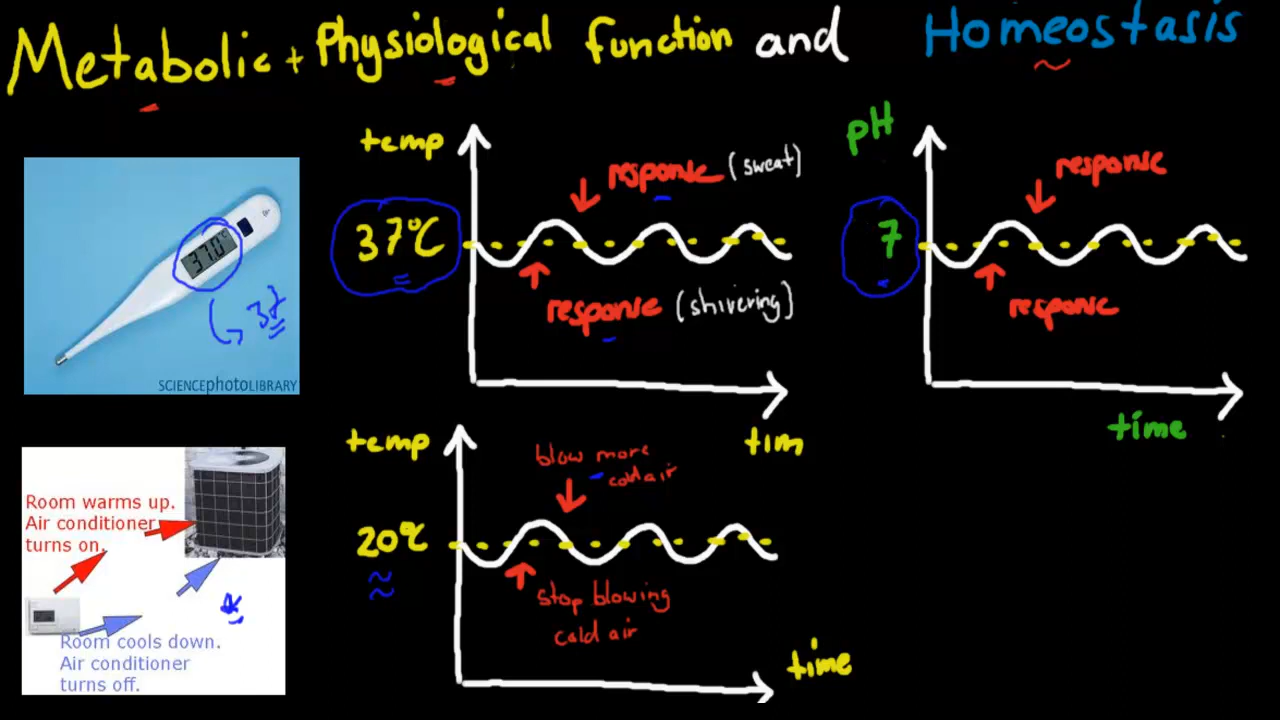 Metabolic + Physiological function and Homeostasis
temp
response (sweat)
37°C
response (shivering)
tim
pH
response
7
response
time
37.0°C
37
SCIENCEphotoLIBRARY
temp
blow more
cold air
20°C
stop blowing
cold air
time
Room warms up.
Air conditioner
turns on.
Room cools down.
Air conditioner
turns off.